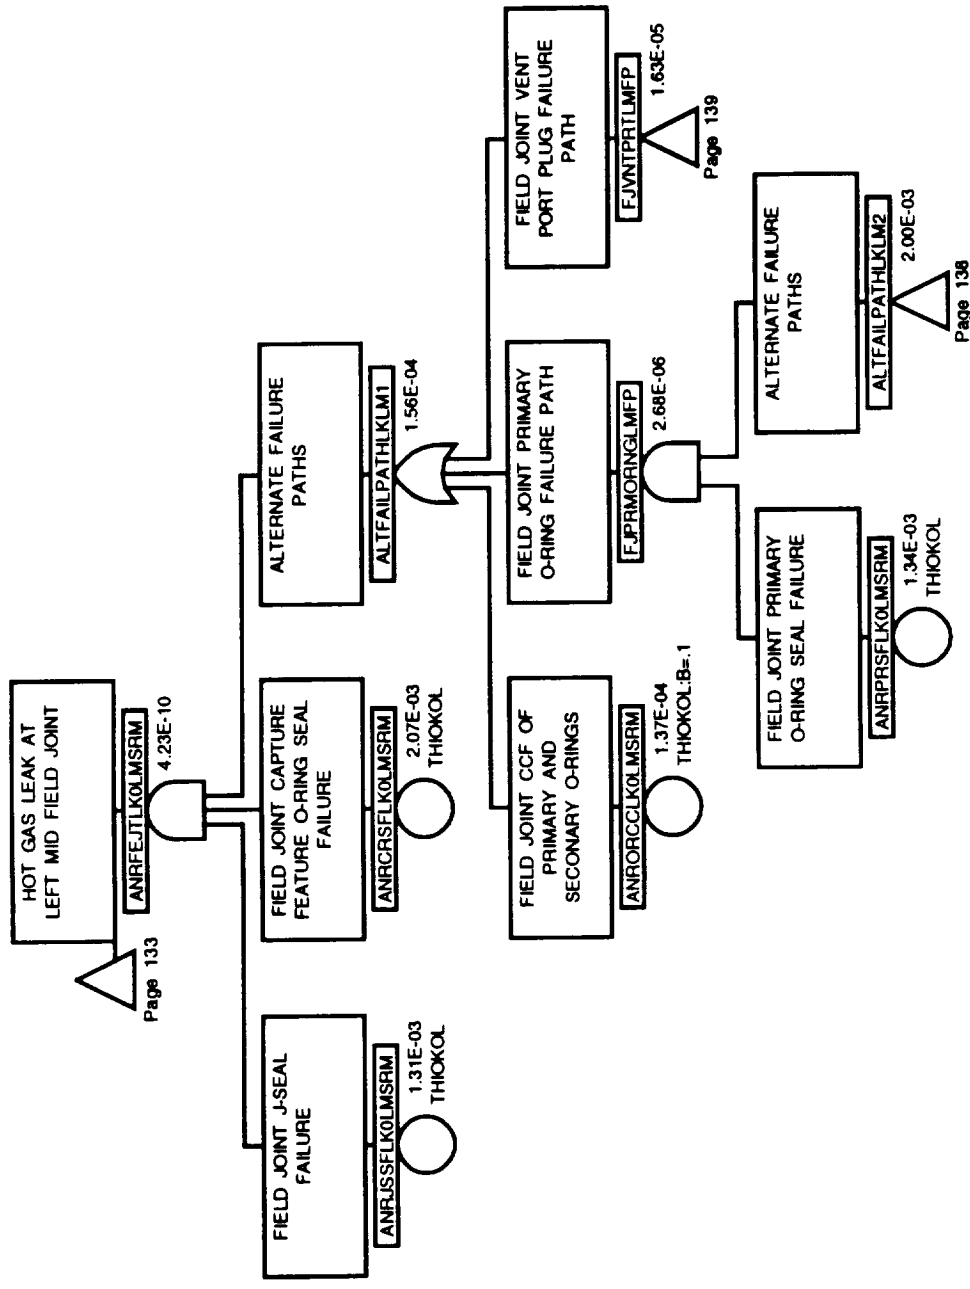 HOT GAS LEAK AT
LEFT MID FIELD JOINT
ANRFEJTLK0LMSRM
4.23E-10
Page 133
FIELD JOINT J-SEAL
FAILURE
ANRJSSFLK0LMSRM
1.31E-03
THIOKOL
FIELD JOINT CAPTURE
FEATURE O-RING SEAL
FAILURE
ANRCRSFLK0LMSRM
2.07E-03
THIOKOL
ALTERNATE FAILURE
PATHS
ALTFAILPATHLKLM1
1.56E-04
FIELD JOINT CCF OF
PRIMARY AND
SECONARY O-RINGS
ANRORCCLK0LMSRM
1.37E-04
THIOKOL:B=.1
FIELD JOINT PRIMARY
O-RING FAILURE PATH
FJPRMORNGLMFP
2.68E-06
FIELD JOINT VENT
PORT PLUG FAILURE
PATH
FJVNTPRTLMFP
1.63E-05
Page 139
FIELD JOINT PRIMARY
O-RING SEAL FAILURE
ANRPRSFLK0LMSRM
1.34E-03
THIOKOL
ALTERNATE FAILURE
PATHS
ALTFAILPATHLKLM2
2.00E-03
Page 138